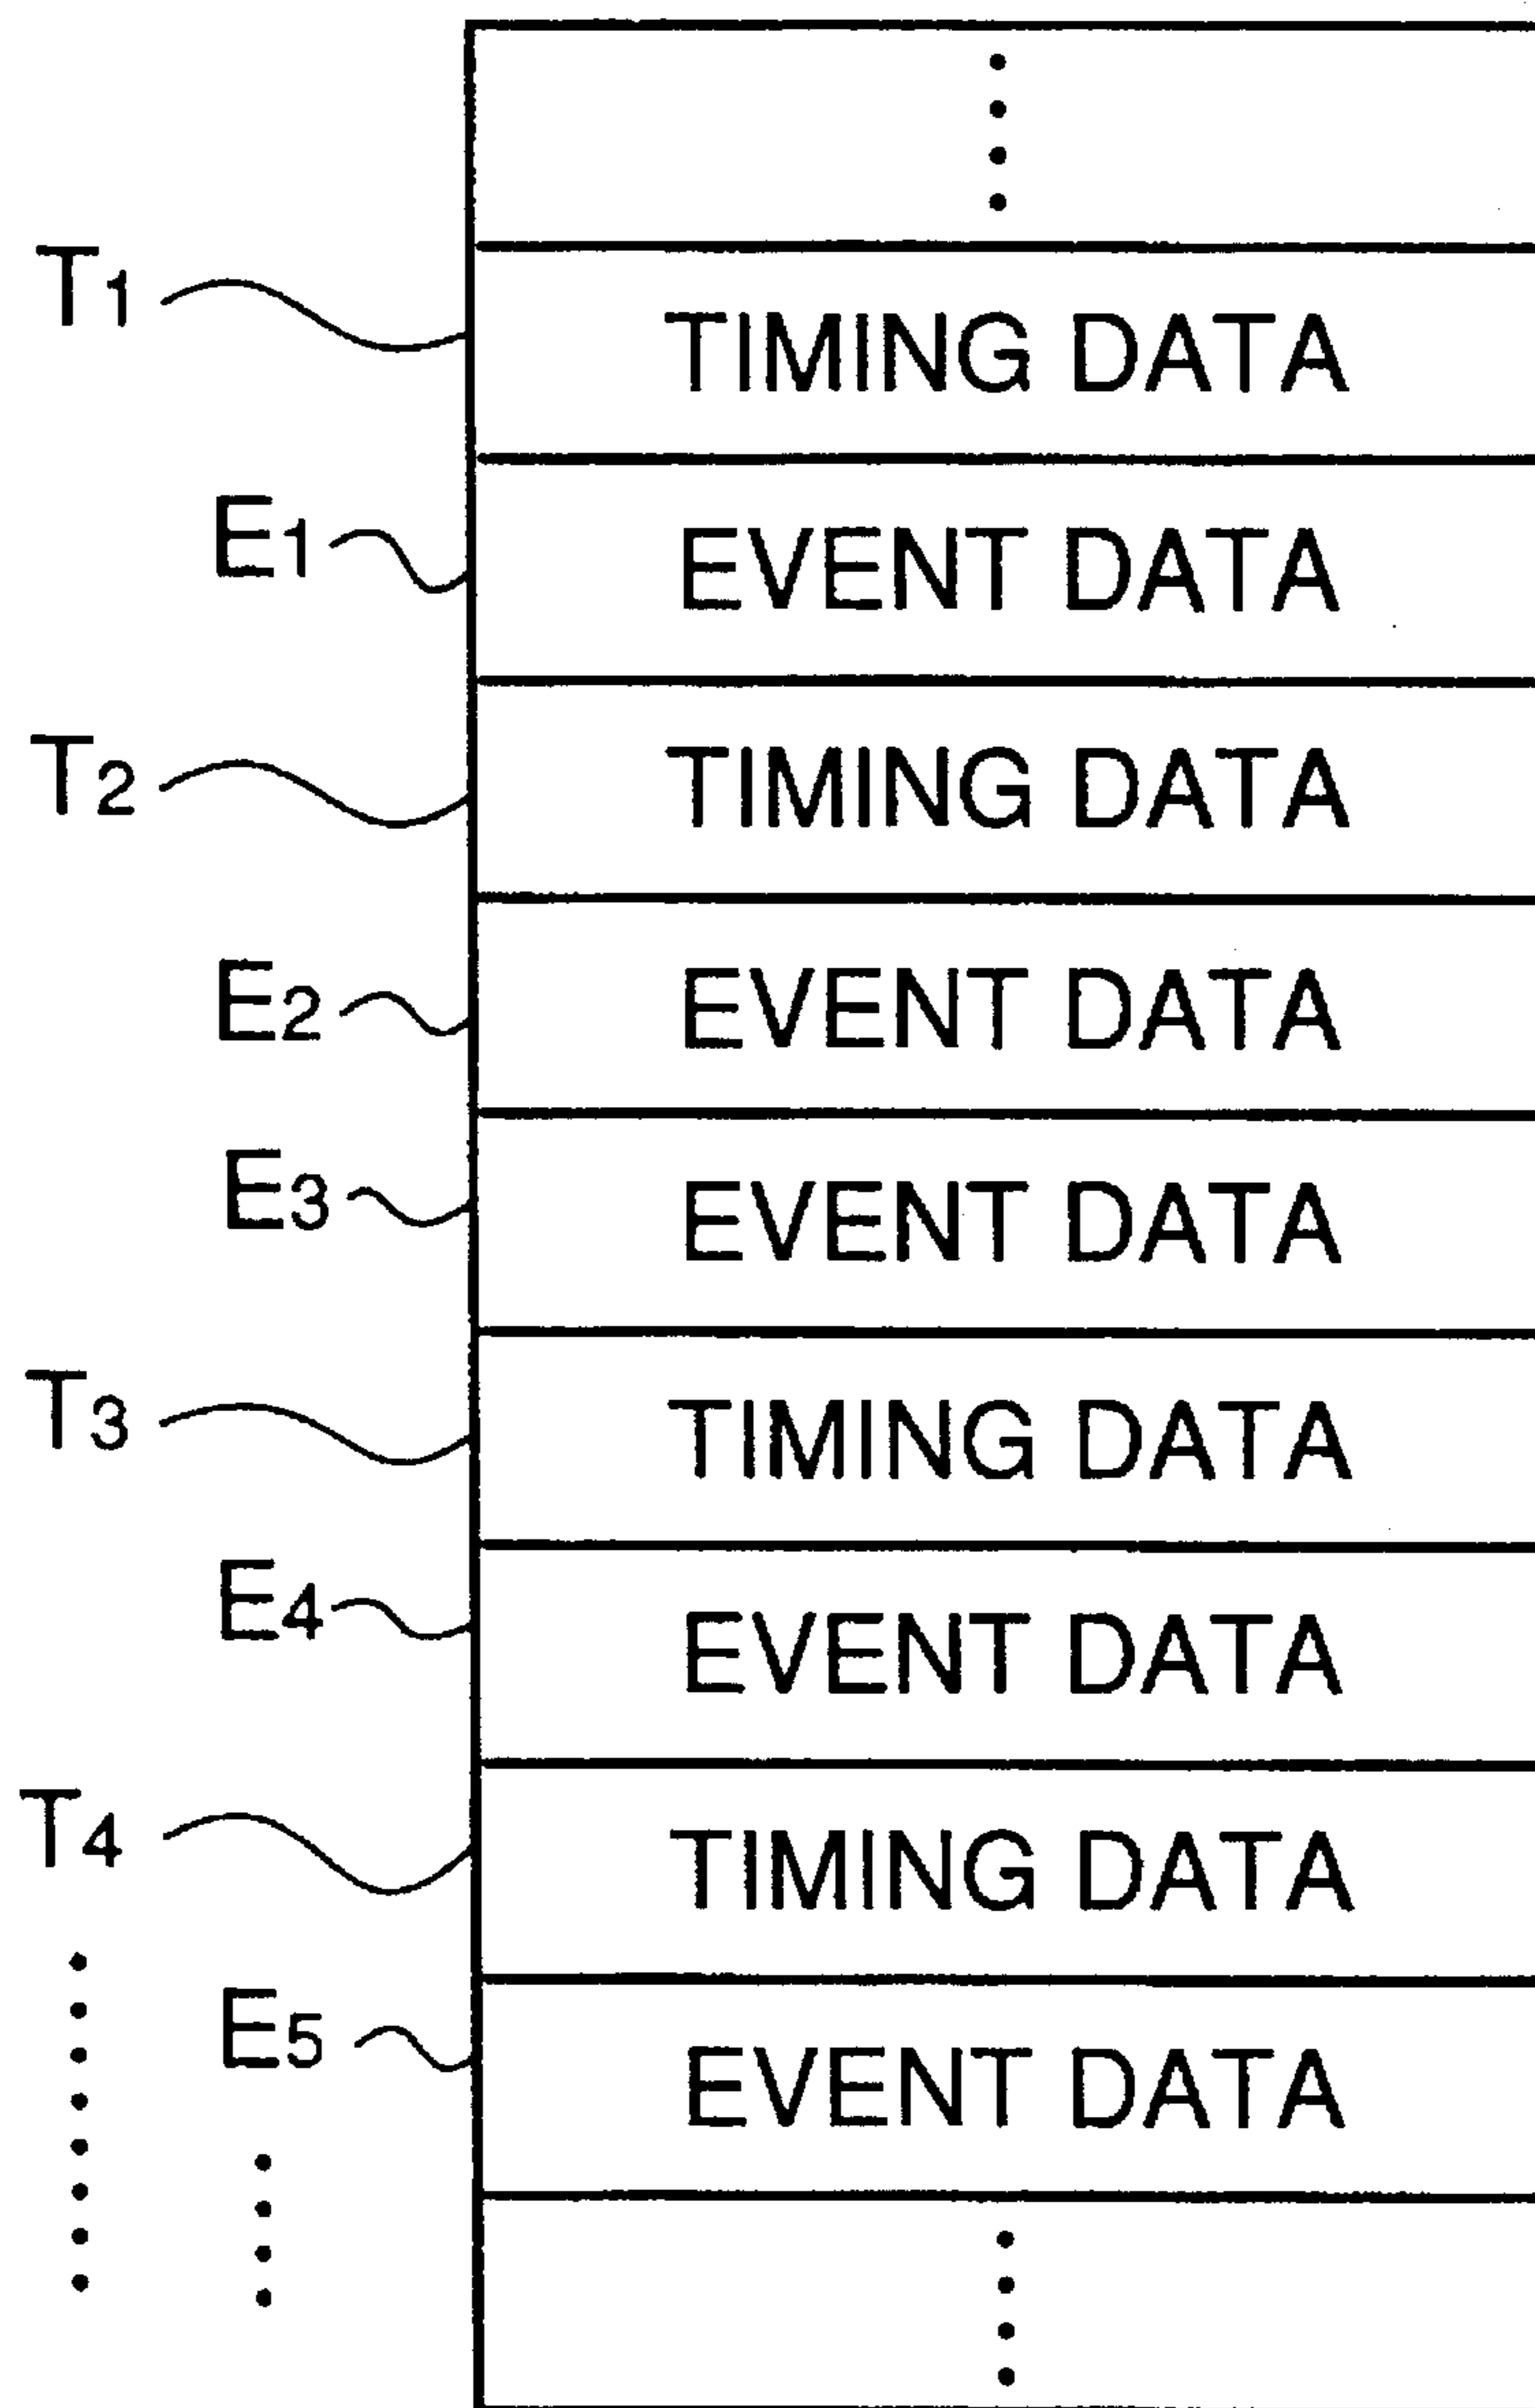 T1 TIMING DATA
E1 EVENT DATA
T2 TIMING DATA
E2 EVENT DATA
E3 EVENT DATA
T3 TIMING DATA
E4 EVENT DATA
T4 TIMING DATA
E5 EVENT DATA